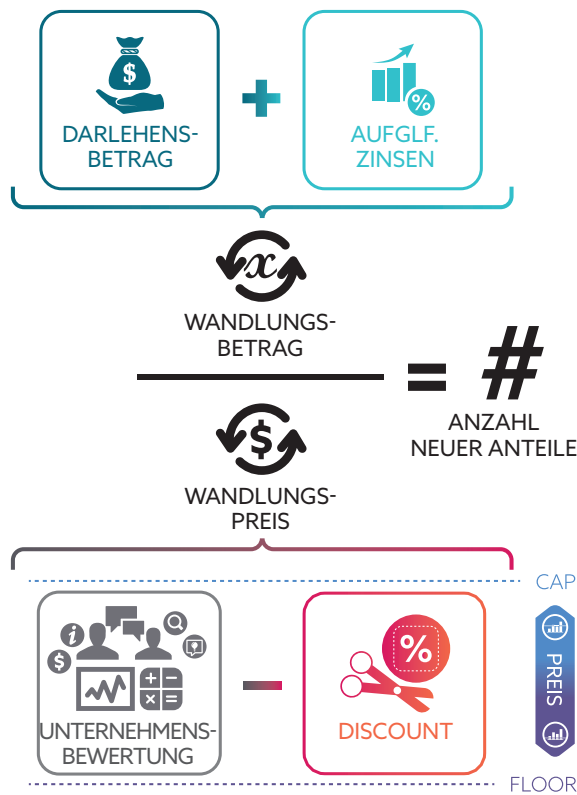 $
%
DARLEHENS-
BETRAG
+
AUFGLF.
ZINSEN
x
WANDLUNGS-
BETRAG
=
#
ANZAHL
NEUER ANTEILE
$
WANDLUNGS-
PREIS
CAP
i
$
+ −
× =
UNTERNEHMENS-
BEWERTUNG
−
%
DISCOUNT
PREIS
FLOOR